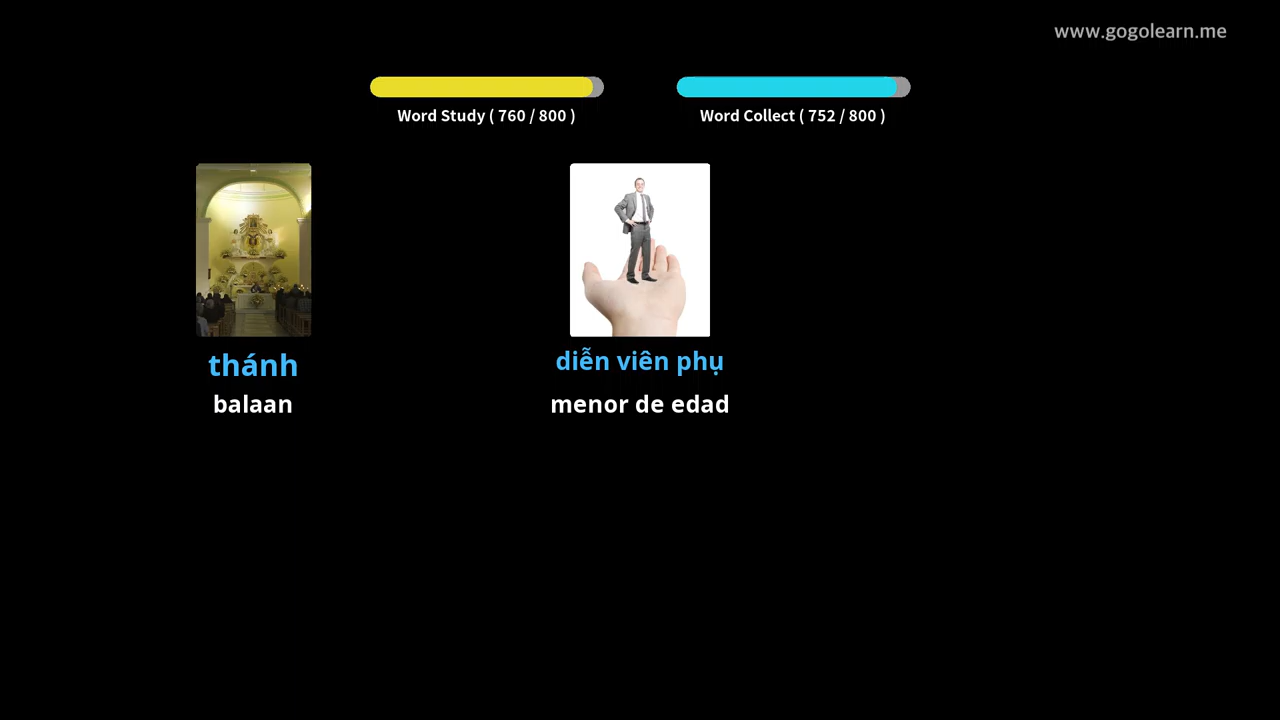 www.gogolearn.me
Word Study ( 760 / 800 )
Word Collect ( 752 / 800 )
thánh
balaan
diễn viên phụ
menor de edad